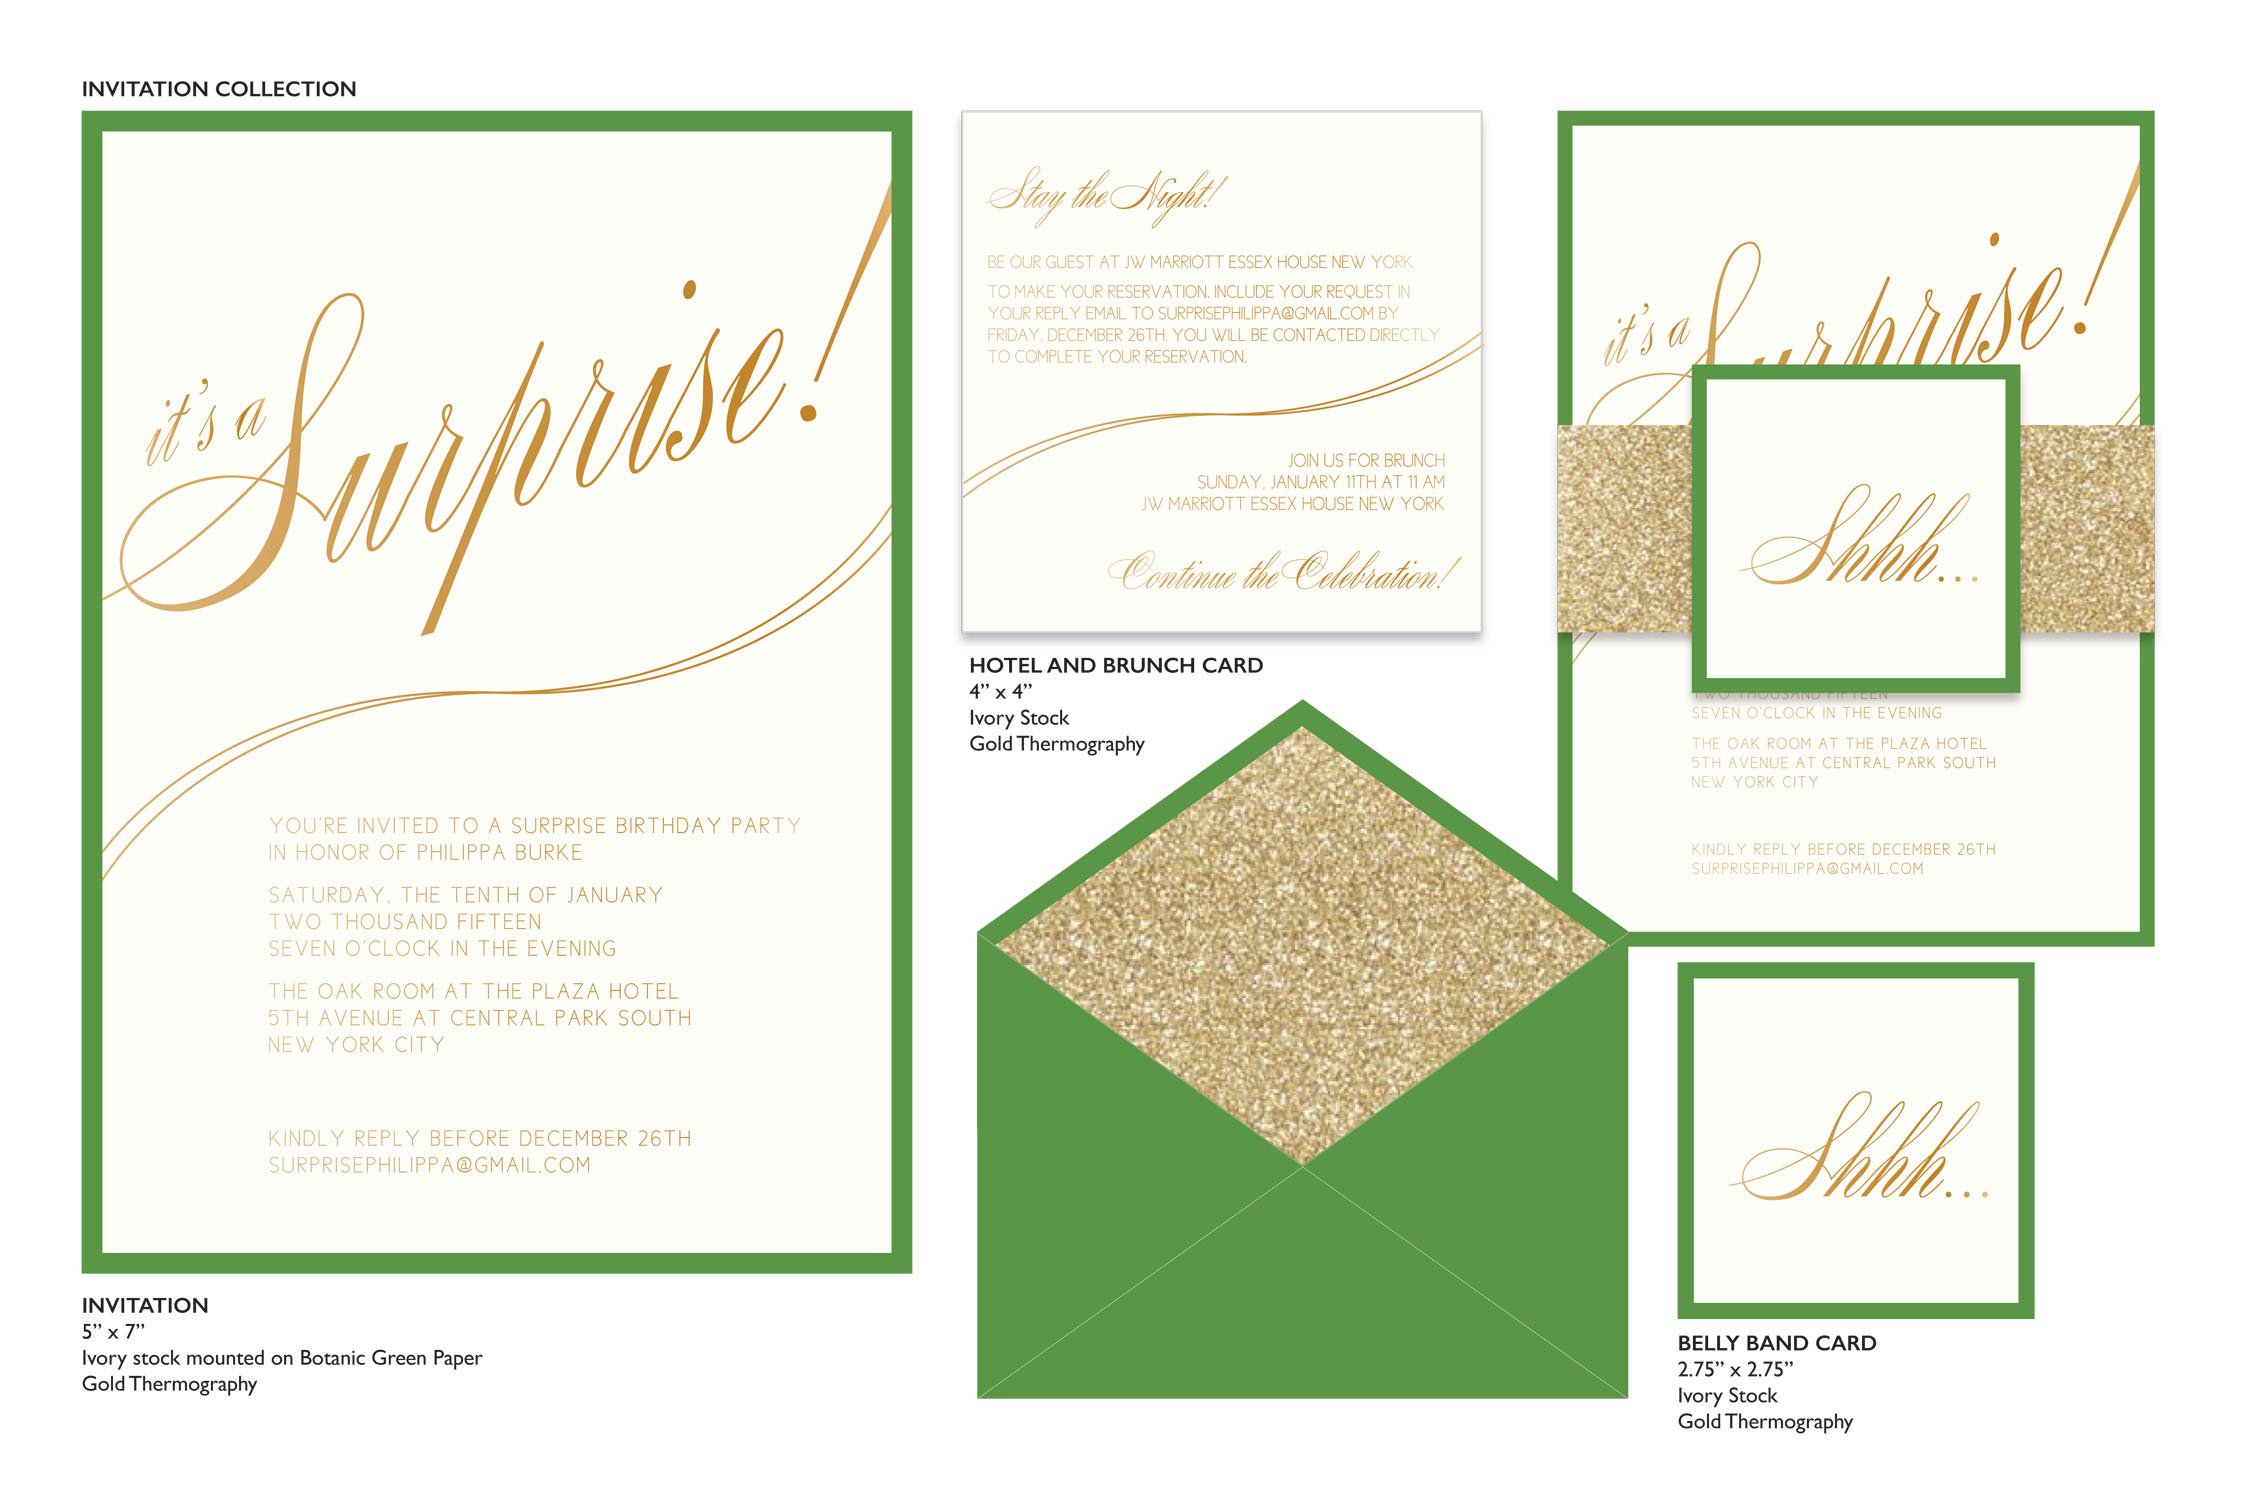 INVITATION COLLECTION
it's a
Surprise!
YOU'RE INVITED TO A SURPRISE BIRTHDAY PARTY
IN HONOR OF PHILIPPA BURKE
SATURDAY, THE TENTH OF JANUARY
TWO THOUSAND FIFTEEN
SEVEN O'CLOCK IN THE EVENING
THE OAK ROOM AT THE PLAZA HOTEL
5TH AVENUE AT CENTRAL PARK SOUTH
NEW YORK CITY
KINDLY REPLY BEFORE DECEMBER 26TH
SURPRISEPHILIPPA@GMAIL.COM
INVITATION
5” x 7”
Ivory stock mounted on Botanic Green Paper
Gold Thermography
Stay the Night!
BE OUR GUEST AT JW MARRIOTT ESSEX HOUSE NEW YORK
TO MAKE YOUR RESERVATION, INCLUDE YOUR REQUEST IN
YOUR REPLY EMAIL TO SURPRISEPHILIPPA@GMAIL.COM BY
FRIDAY, DECEMBER 26TH. YOU WILL BE CONTACTED DIRECTLY
TO COMPLETE YOUR RESERVATION.
JOIN US FOR BRUNCH
SUNDAY, JANUARY 11TH AT 11 AM
JW MARRIOTT ESSEX HOUSE NEW YORK
Continue the Celebration!
HOTEL AND BRUNCH CARD
4” x 4”
Ivory Stock
Gold Thermography
it's a
Surprise!
Shhh...
TWO THOUSAND FIFTEEN
SEVEN O'CLOCK IN THE EVENING
THE OAK ROOM AT THE PLAZA HOTEL
5TH AVENUE AT CENTRAL PARK SOUTH
NEW YORK CITY
KINDLY REPLY BEFORE DECEMBER 26TH
SURPRISEPHILIPPA@GMAIL.COM
Shhh...
BELLY BAND CARD
2.75” x 2.75”
Ivory Stock
Gold Thermography